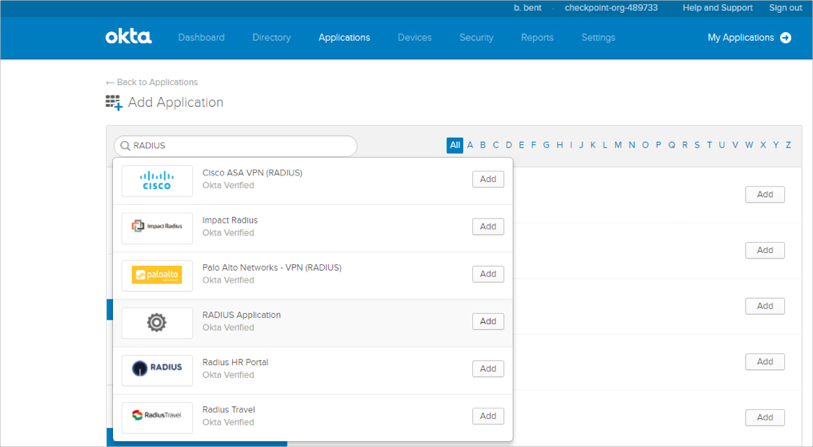 b. bent · checkpoint-org-489733 Help and Support Sign out
okta Dashboard Directory Applications Devices Security Reports Settings My Applications
← Back to Applications
Add Application
RADIUS
All A B C D E F G H I J K L M N O P Q R S T U V W X Y Z
CISCO
Cisco ASA VPN (RADIUS)
Okta Verified
Add
Add
Impact Radius
Impact Radius
Okta Verified
Add
Add
paloalto
Palo Alto Networks - VPN (RADIUS)
Okta Verified
Add
RADIUS Application
Okta Verified
Add
Add
RADIUS
Radius HR Portal
Okta Verified
Add
Add
RadiusTravel
Radius Travel
Okta Verified
Add
Add